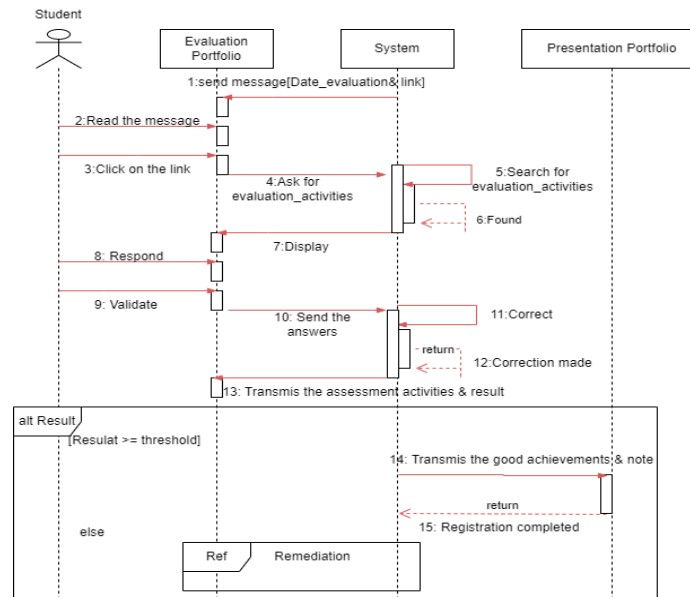 Student
Evaluation
Portfolio
System
Presentation Portfolio
1:send message[Date_evaluation& link]
2:Read the message
3:Click on the link
4:Ask for
evaluation_activities
5:Search for
evaluation_activities
6:Found
7:Display
8: Respond
9: Validate
10: Send the
answers
11:Correct
return
12:Correction made
13: Transmis the assessment activities & result
alt Result
[Resulat >= threshold]
14: Transmis the good achievements & note
return
15: Registration completed
else
Ref
Remediation